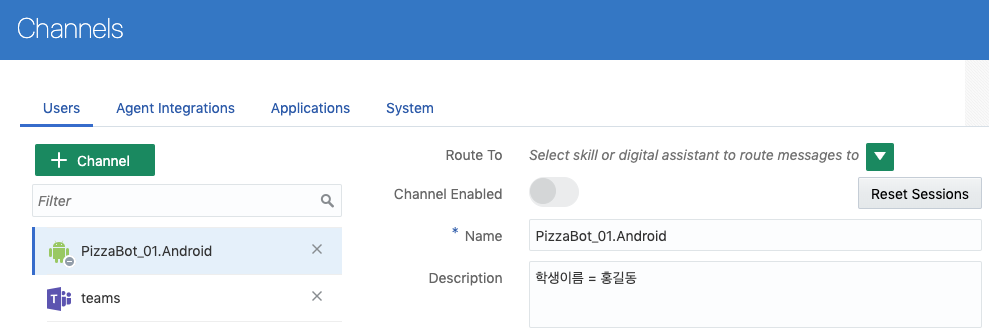 Channels
Users Agent Integrations Applications System
+ Channel
Filter
PizzaBot_01.Android
teams
Route To Select skill or digital assistant to route messages to
Channel Enabled Reset Sessions
* Name PizzaBot_01.Android
Description 학생이름 = 홍길동